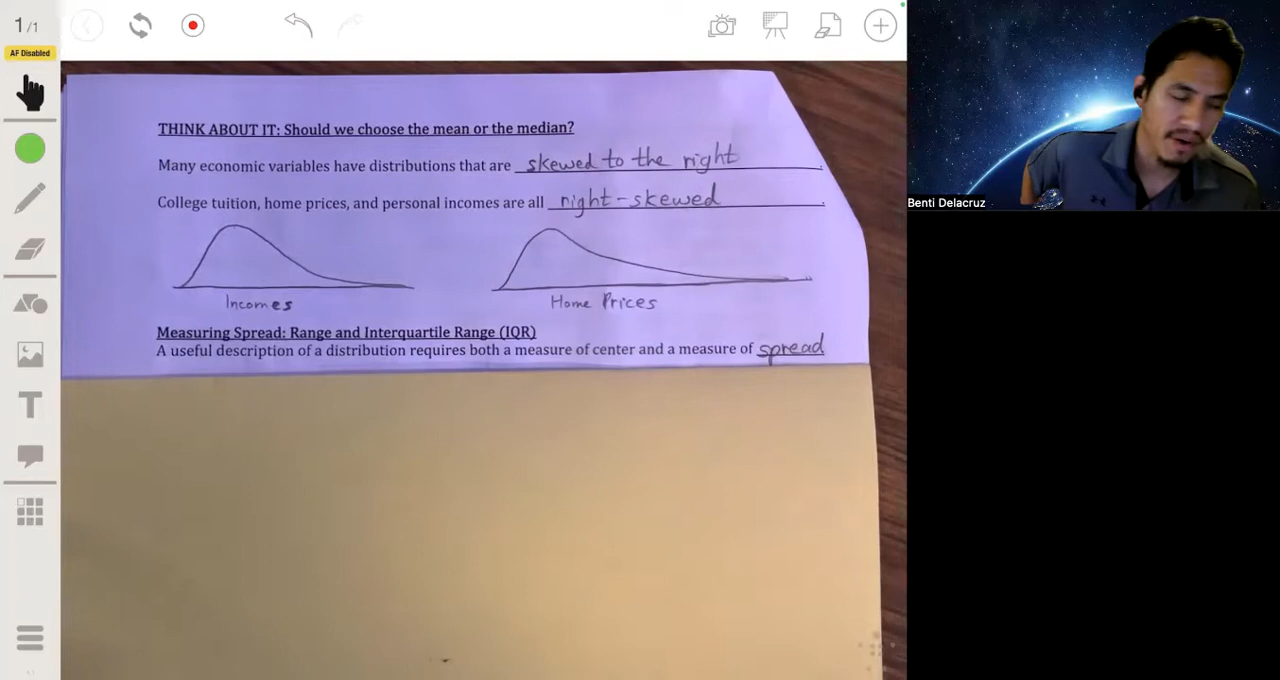 1/1
AF Disabled
THINK ABOUT IT: Should we choose the mean or the median?
Many economic variables have distributions that are skewed to the right.
College tuition, home prices, and personal incomes are all right-skewed.
Incomes
Home Prices
Measuring Spread: Range and Interquartile Range (IQR)
A useful description of a distribution requires both a measure of center and a measure of spread
T
Benti Delacruz